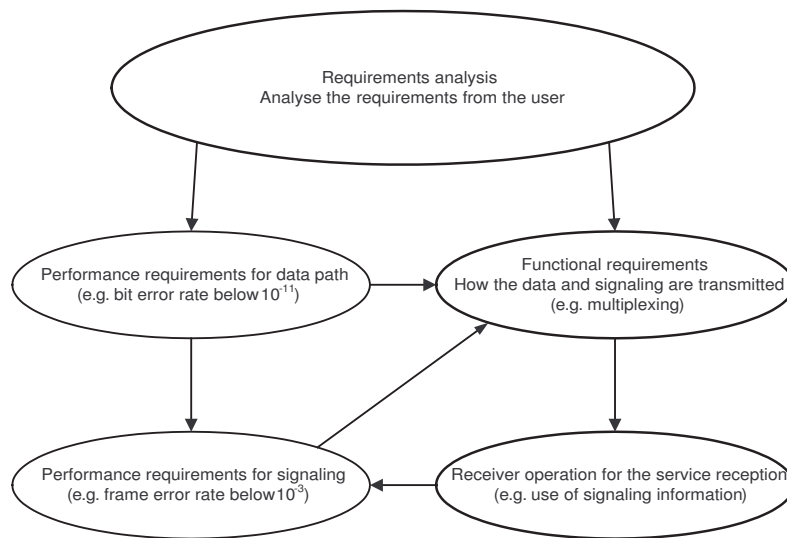 Requirements analysis
Analyse the requirements from the user
Performance requirements for data path
(e.g. bit error rate below 10⁻¹¹)
Functional requirements
How the data and signaling are transmitted
(e.g. multiplexing)
Performance requirements for signaling
(e.g. frame error rate below 10⁻³)
Receiver operation for the service reception
(e.g. use of signaling information)